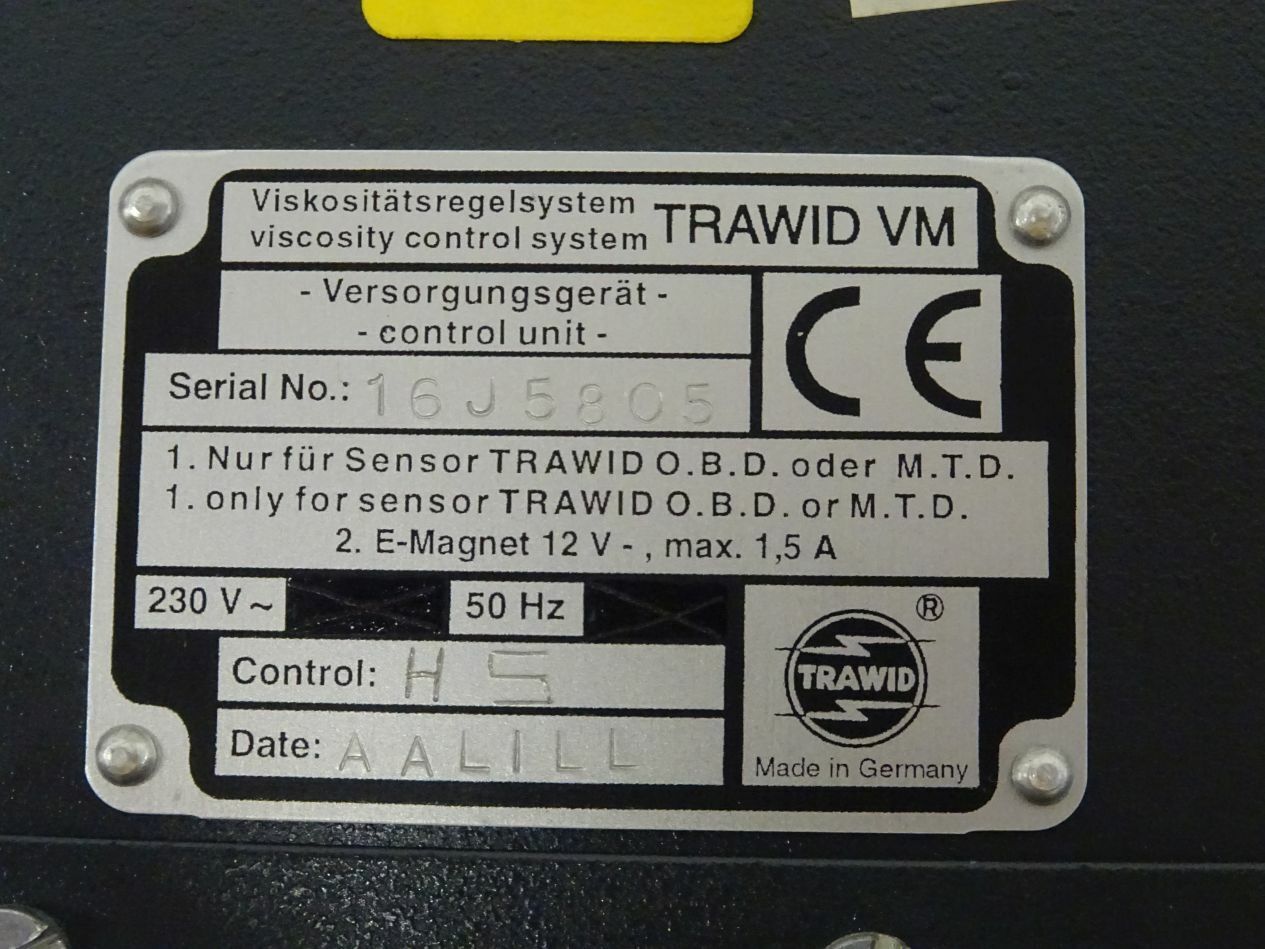 Viskositätsregelsystem
viscosity control system
TRAWID VM
- Versorgungsgerät -
- control unit -
CE
Serial No.: 16J5805
1. Nur für Sensor TRAWID O.B.D. oder M.T.D.
1. only for sensor TRAWID O.B.D. or M.T.D.
2. E-Magnet 12 V - , max. 1,5 A
230 V ~ 50 Hz
®
Control: H S
TRAWID
Date: A A L I L L
Made in Germany